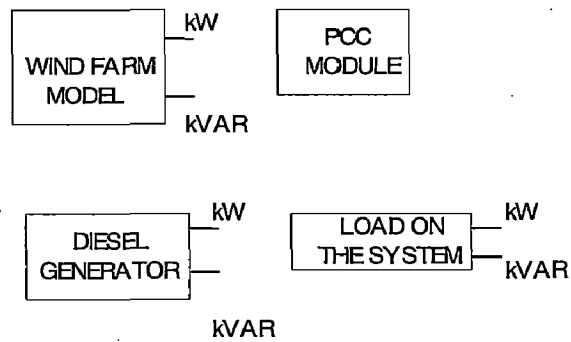 kW
WIND FARM
MODEL
kVAR
PCC
MODULE
kW
DIESEL
GENERATOR
kVAR
LOAD ON
THE SYSTEM
kW
kVAR